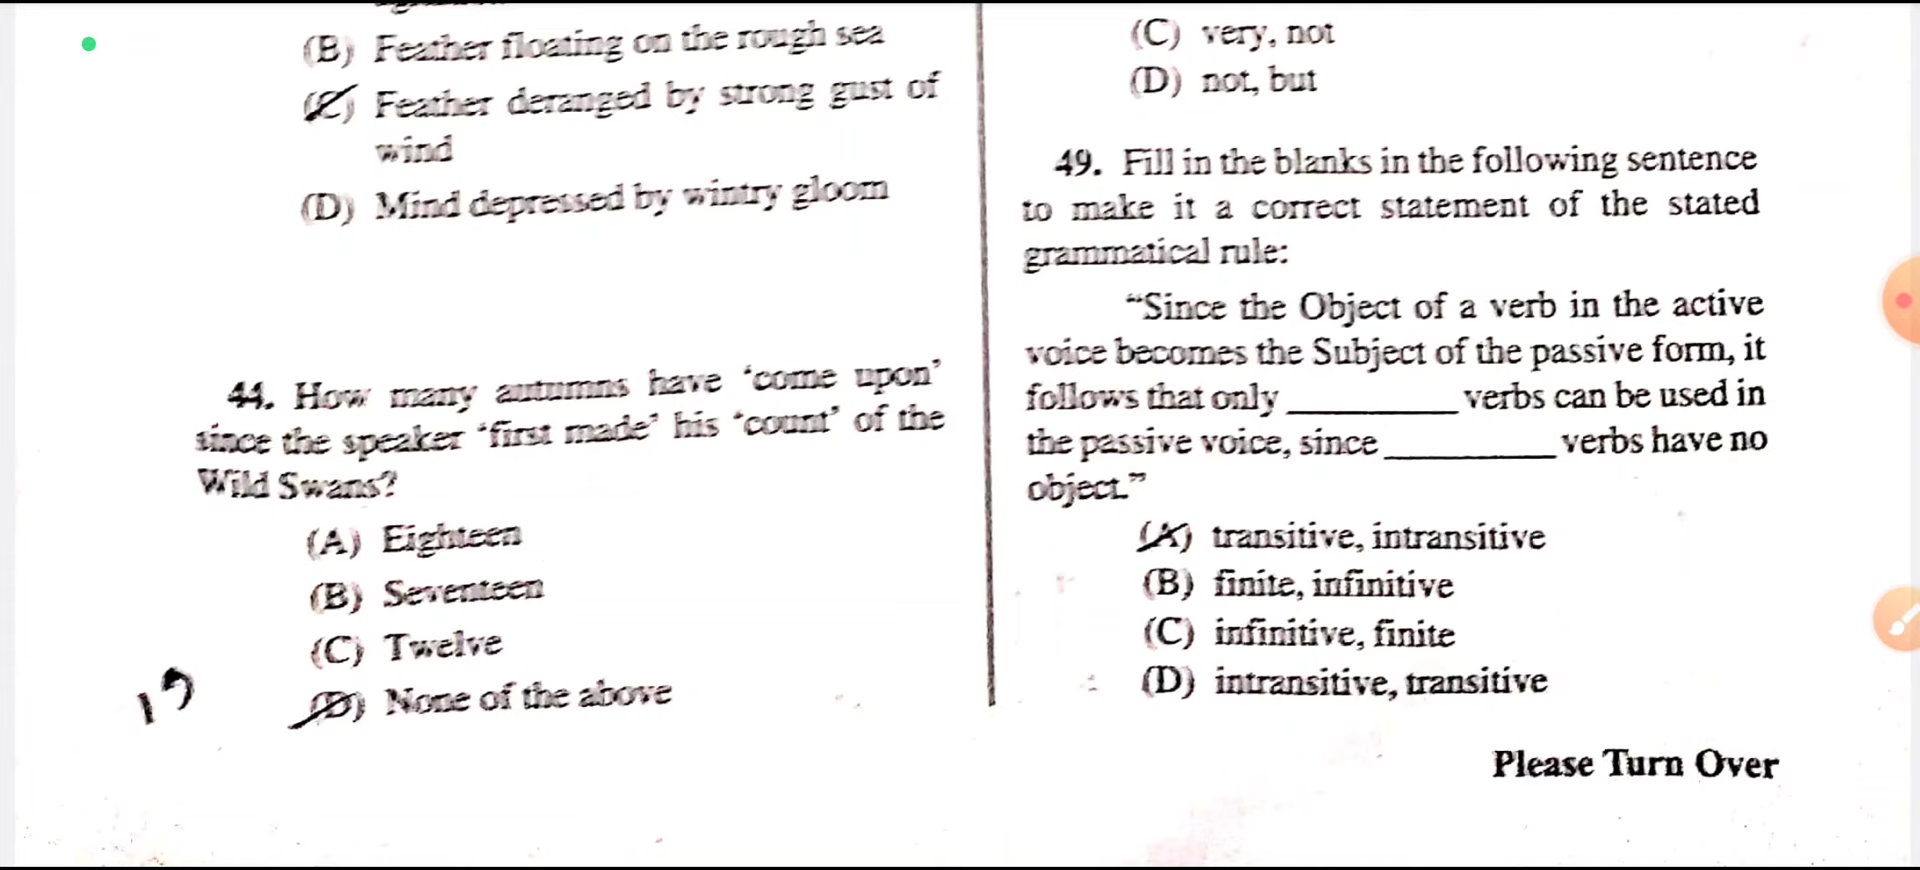 (B) Feather floating on the rough sea
(C) Feather deranged by strong gust of
wind
(D) Mind depressed by wintry gloom
44. How many autumns have ‘come upon’
since the speaker ‘first made’ his ‘count’ of the
Wild Swans?
(A) Eighteen
(B) Seventeen
(C) Twelve
(D) None of the above
(C) very, not
(D) not, but
49. Fill in the blanks in the following sentence
to make it a correct statement of the stated
grammatical rule:
“Since the Object of a verb in the active
voice becomes the Subject of the passive form, it
follows that only __________ verbs can be used in
the passive voice, since __________ verbs have no
object.”
(A) transitive, intransitive
(B) finite, infinitive
(C) infinitive, finite
(D) intransitive, transitive
Please Turn Over